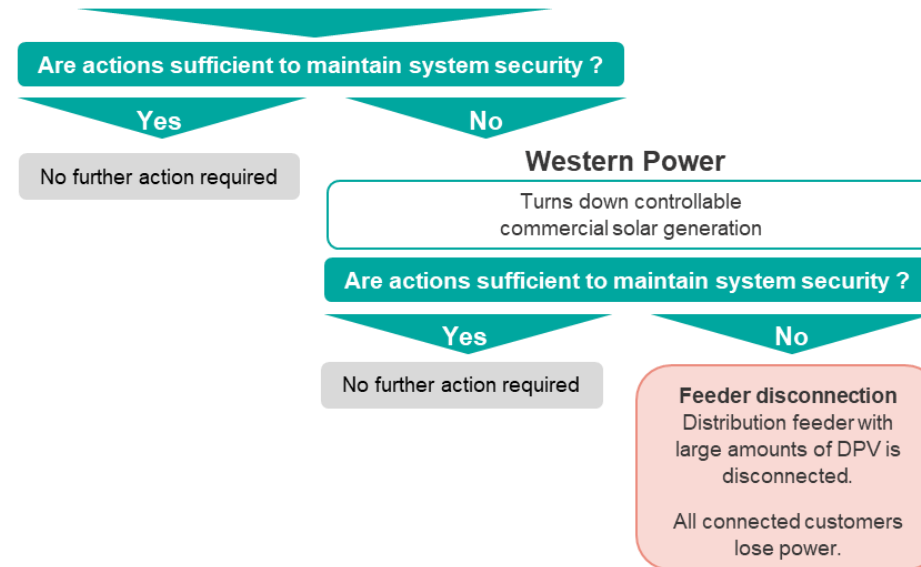 Are actions sufficient to maintain system security ?
Yes
No
No further action required
Western Power
Turns down controllable
commercial solar generation
Are actions sufficient to maintain system security ?
Yes
No
No further action required
Feeder disconnection
Distribution feeder with
large amounts of DPV is
disconnected.
All connected customers
lose power.